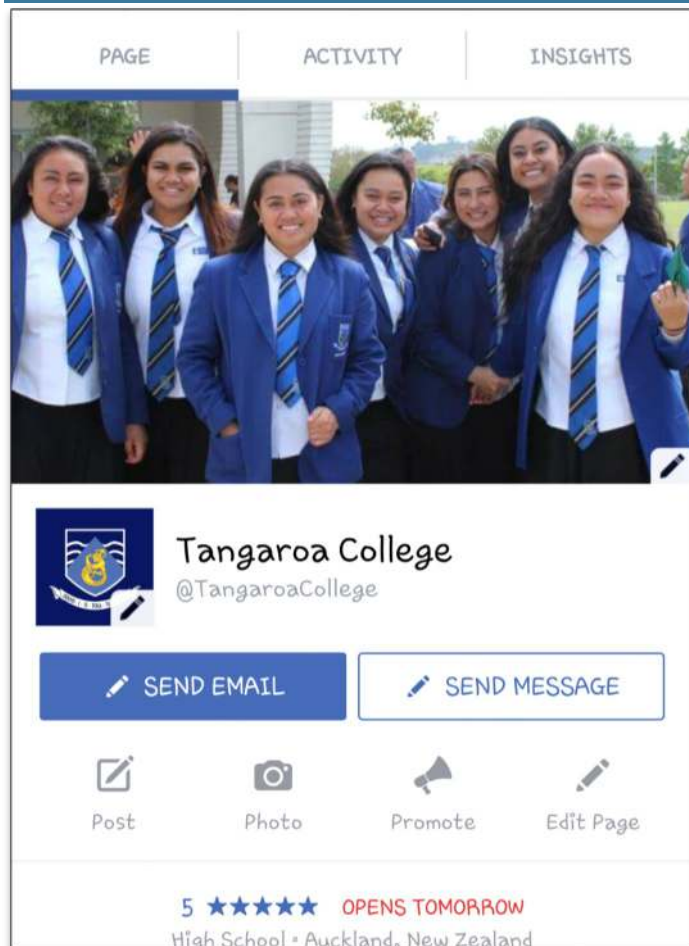 PAGE ACTIVITY INSIGHTS
Tangaroa College
@TangaroaCollege
SEND EMAIL SEND MESSAGE
Post Photo Promote Edit Page
5 ★★★★★ OPENS TOMORROW
High School • Auckland, New Zealand